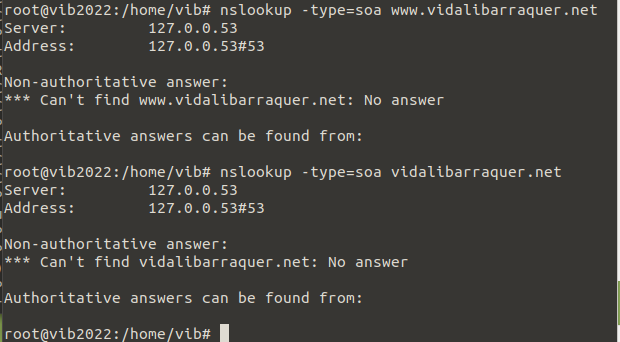 root@vib2022:/home/vib# nslookup -type=soa www.vidalibarraquer.net
Server:         127.0.0.53
Address:        127.0.0.53#53
Non-authoritative answer:
*** Can't find www.vidalibarraquer.net: No answer
Authoritative answers can be found from:
root@vib2022:/home/vib# nslookup -type=soa vidalibarraquer.net
Server:         127.0.0.53
Address:        127.0.0.53#53
Non-authoritative answer:
*** Can't find vidalibarraquer.net: No answer
Authoritative answers can be found from:
root@vib2022:/home/vib#